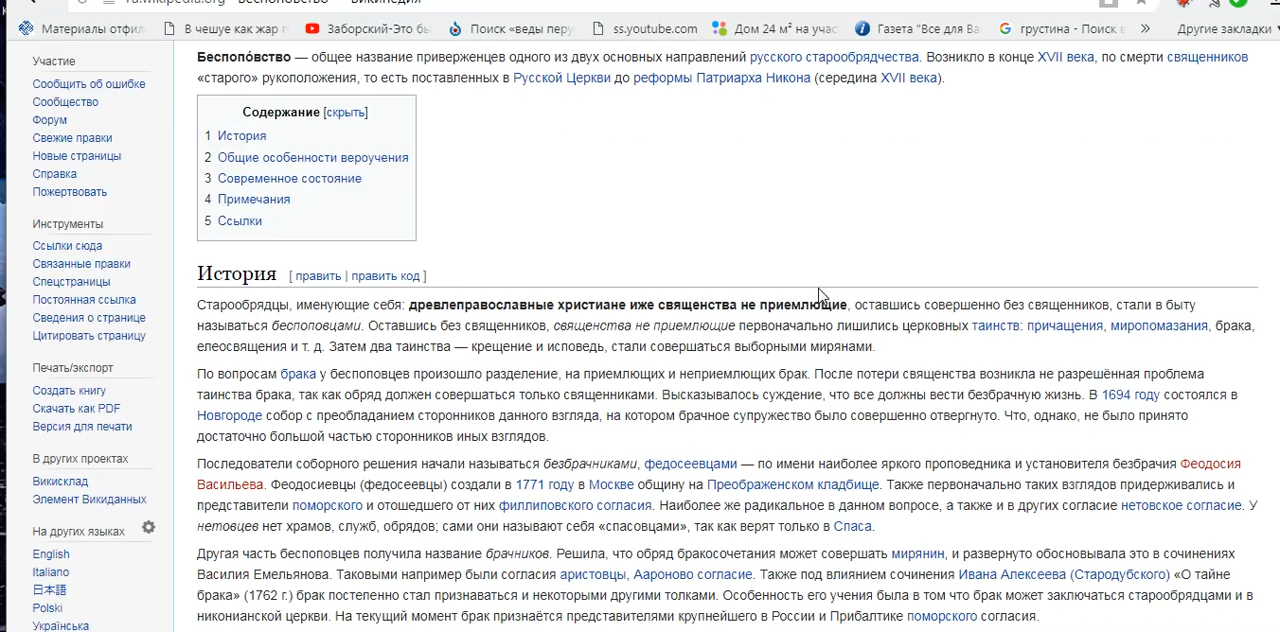 Материалы офти
В чешуе как жар
Заборский-Это бы
Поиск «веды перу
ss.youtube.com
Дом 24 м² на учас
Газета "Все для Ва
грустина - Поиск в
»
Другие закладки
Участие
Сообщить об ошибке
Сообщество
Форум
Свежие правки
Новые страницы
Справка
Пожертвовать
Инструменты
Ссылки сюда
Связанные правки
Спецстраницы
Постоянная ссылка
Сведения о странице
Цитировать страницу
Печать/экспорт
Создать книгу
Скачать как PDF
Версия для печати
В других проектах
Викисклад
Элемент Викиданных
На других языках
English
Italiano
日本語
Polski
Українська
Беспопо́вство — общее название приверженцев одного из двух основных направлений русского старообрядчества. Возникло в конце XVII века, по смерти священников
«старого» рукоположения, то есть поставленных в Русской Церкви до реформы Патриарха Никона (середина XVII века).
Содержание [скрыть]
1 История
2 Общие особенности вероучения
3 Современное состояние
4 Примечания
5 Ссылки
История [ править | править код ]
Старообрядцы, именующие себя: древлеправославные христиане иже священства не приемлющие, оставшись совершенно без священников, стали в быту
называться беспоповцами. Оставшись без священников, священства не приемлющие первоначально лишились церковных таинств: причащения, миропомазания, брака,
елеосвящения и т. д. Затем два таинства — крещение и исповедь, стали совершаться выборными мирянами.
По вопросам брака у беспоповцев произошло разделение, на приемлющих и неприемлющих брак. После потери священства возникла не разрешённая проблема
таинства брака, так как обряд должен совершаться только священниками. Высказывалось суждение, что все должны вести безбрачную жизнь. В 1694 году состоялся в
Новгороде собор с преобладанием сторонников данного взгляда, на котором брачное супружество было совершенно отвергнуто. Что, однако, не было принято
достаточно большой частью сторонников иных взглядов.
Последователи соборного решения начали называться безбрачниками, федосеевцами — по имени наиболее яркого проповедника и установителя безбрачия Феодосия
Васильева. Феодосиевцы (федосеевцы) создали в 1771 году в Москве общину на Преображенском кладбище. Также первоначально таких взглядов придерживались и
представители поморского и отошедшего от них филлиповского согласия. Наиболее же радикальное в данном вопросе, а также и в других согласие нетовское согласие. У
нетовцев нет храмов, служб, обрядов; сами они называют себя «спасовцами», так как верят только в Спаса.
Другая часть беспоповцев получила название брачников. Решила, что обряд бракосочетания может совершать мирянин, и развернуто обосновывала это в сочинениях
Василия Емельянова. Таковыми например были согласия аристовцы, Аароново согласие. Также под влиянием сочинения Ивана Алексеева (Стародубского) «О тайне
брака» (1762 г.) брак постепенно стал признаваться и некоторыми другими толками. Особенность его учения была в том что брак может заключаться старообрядцами и в
никонианской церкви. На текущий момент брак признаётся представителями крупнейшего в России и Прибалтике поморского согласия.